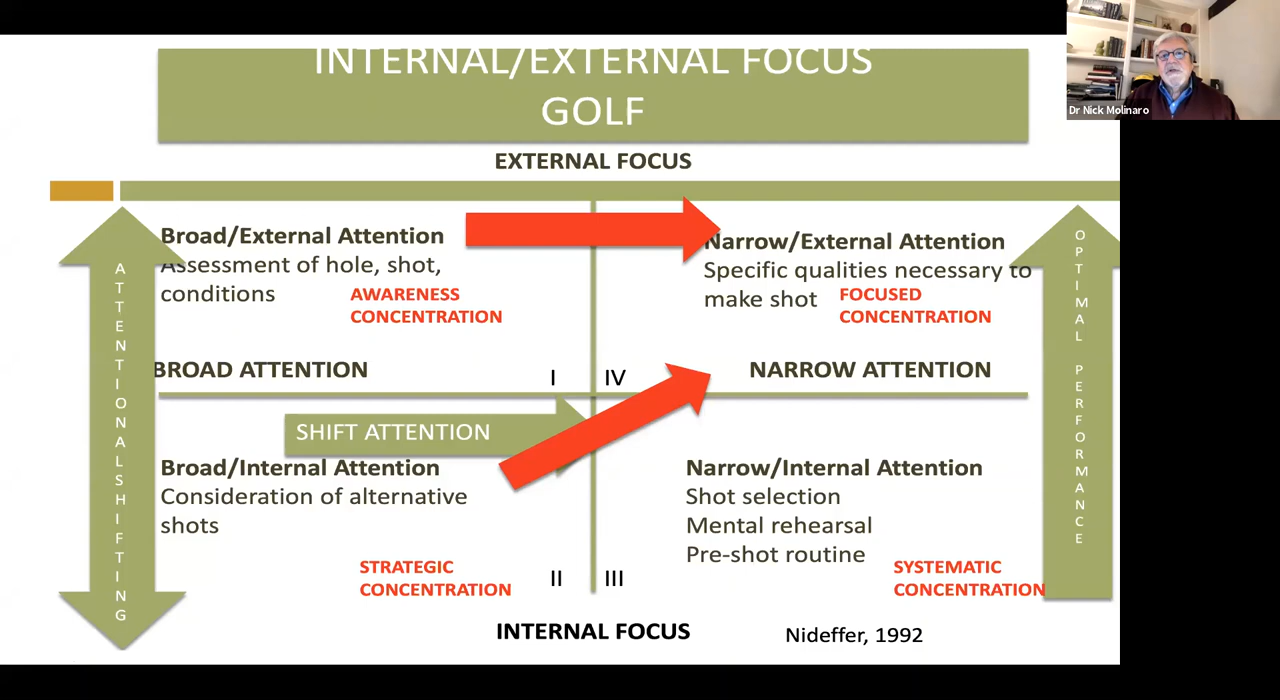 INTERNAL/EXTERNAL FOCUS
GOLF
Dr Nick Molinaro
EXTERNAL FOCUS
ATTENTIONALSHIFTING
Broad/External Attention
Assessment of hole, shot,
conditions
AWARENESS
CONCENTRATION
Narrow/External Attention
Specific qualities necessary to
make shot
FOCUSED
CONCENTRATION
OPTIMAL PERFORMANCE
BROAD ATTENTION
I
IV
NARROW ATTENTION
SHIFT ATTENTION
Broad/Internal Attention
Consideration of alternative
shots
STRATEGIC
CONCENTRATION
II
III
Narrow/Internal Attention
Shot selection
Mental rehearsal
Pre-shot routine
SYSTEMATIC
CONCENTRATION
INTERNAL FOCUS
Nideffer, 1992